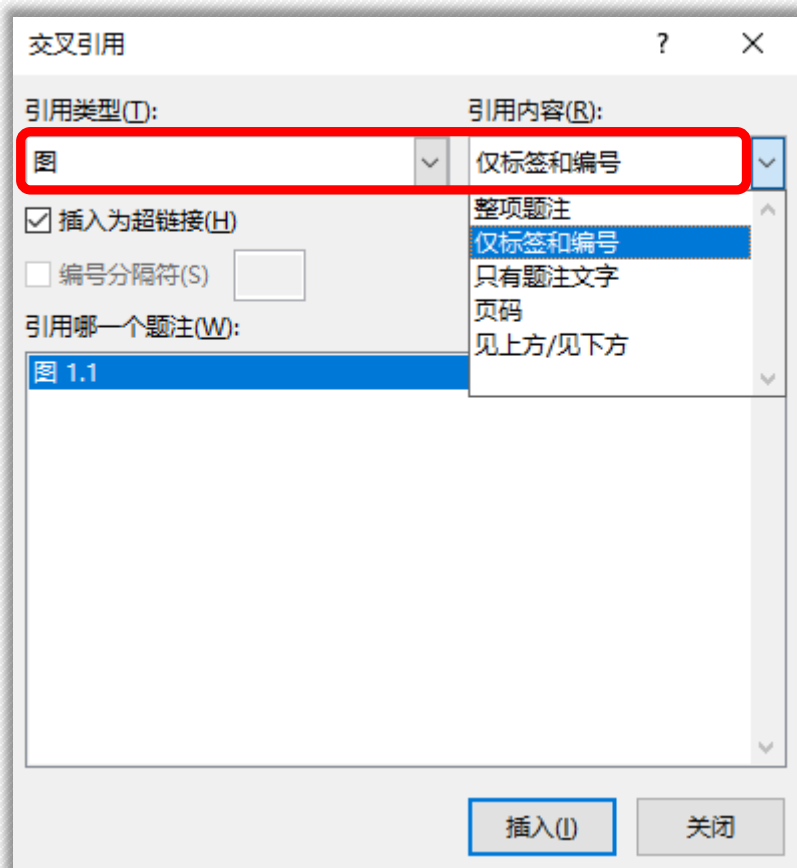 交叉引用
引用类型(T): 引用内容(R):
图 仅标签和编号
整项题注
插入为超链接(H)
仅标签和编号
编号分隔符(S)
只有题注文字
页码
引用哪一个题注(W):
见上方/见下方
图 1.1
插入(I) 关闭